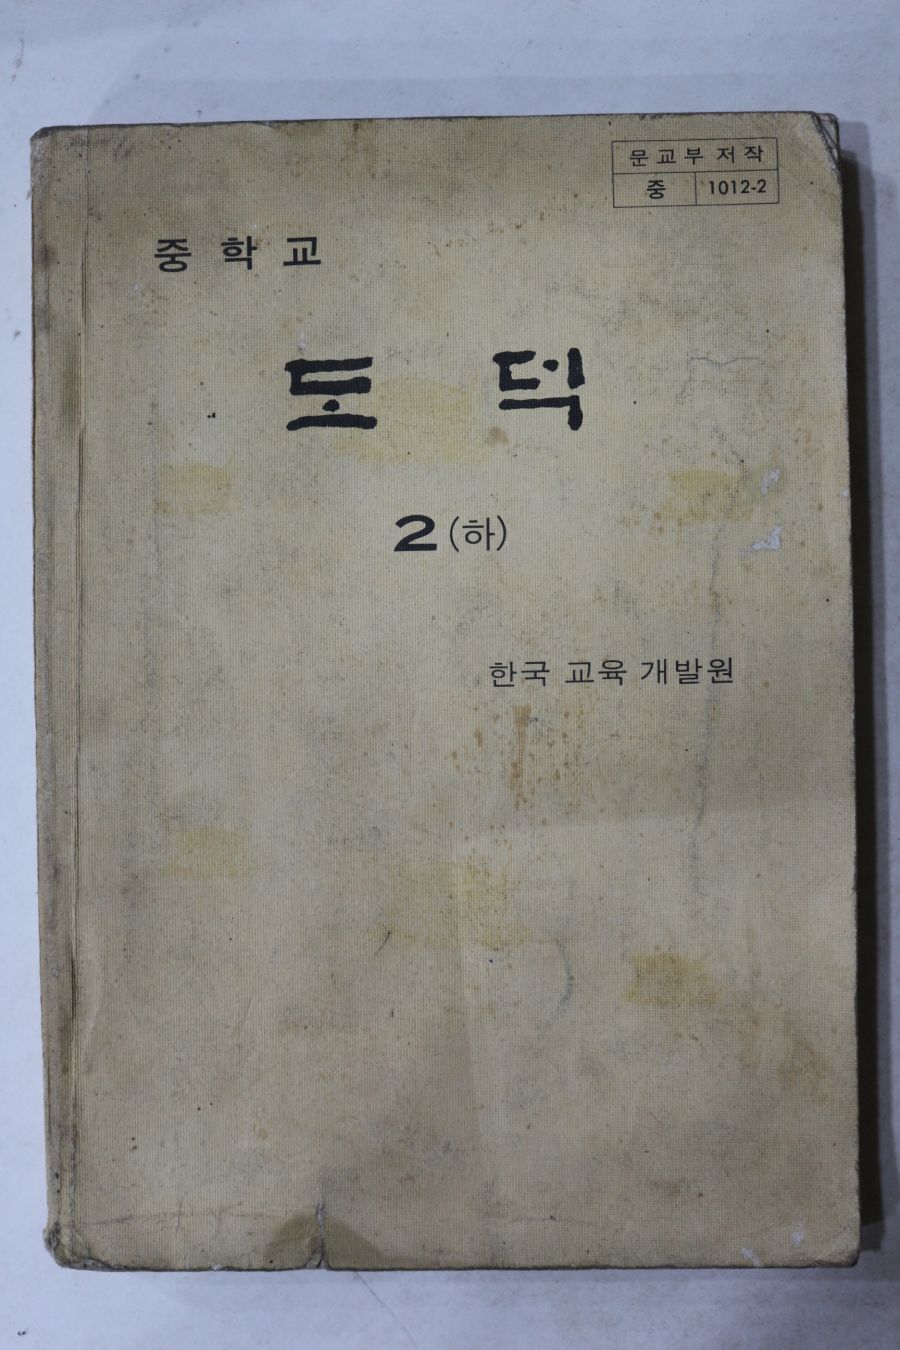 문교부 저작
중 1012-2
중학교
도덕
2 (하)
한국 교육 개발원